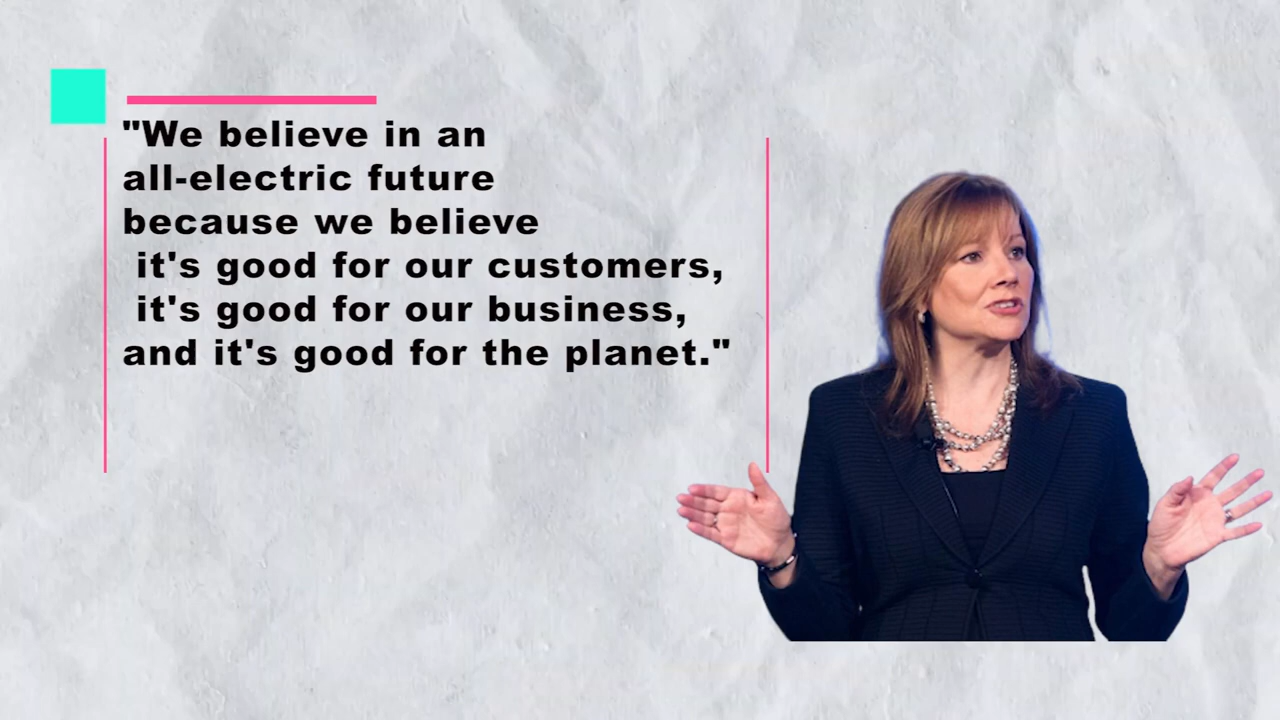 "We believe in an
all-electric future
because we believe
it's good for our customers,
it's good for our business,
and it's good for the planet."